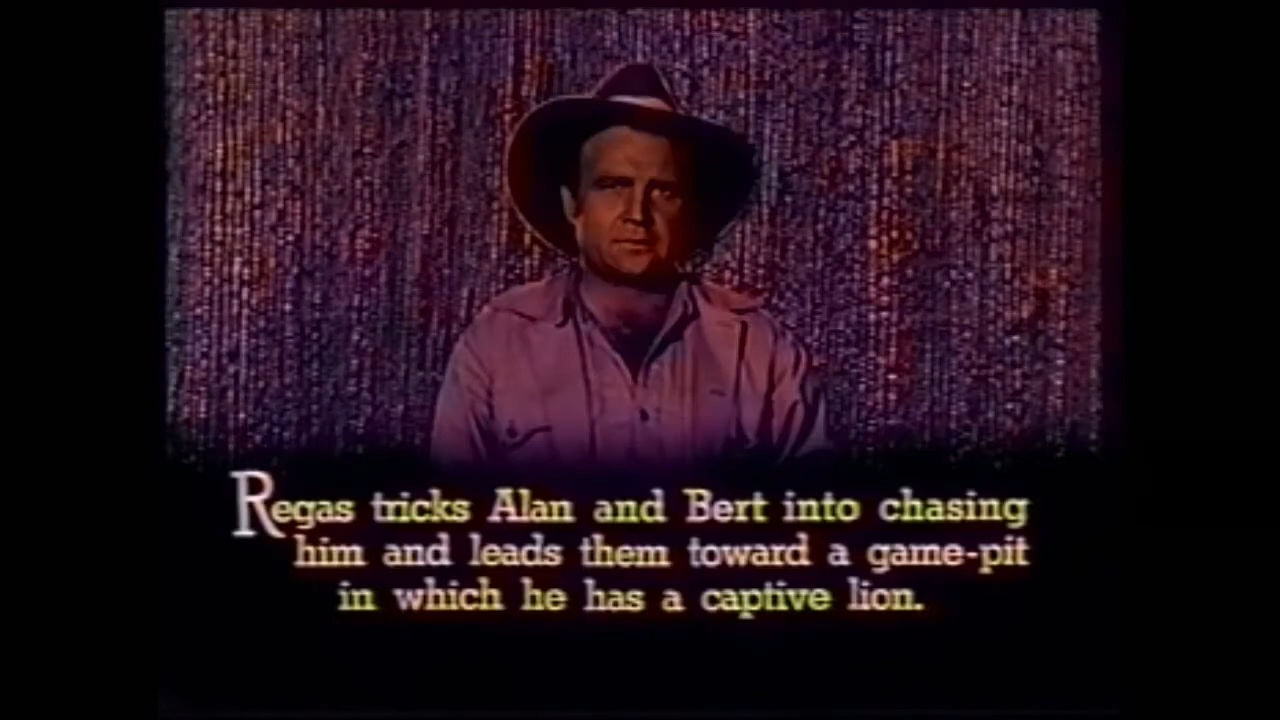 Regas tricks Alan and Bert into chasing
him and leads them toward a game-pit
in which he has a captive lion.